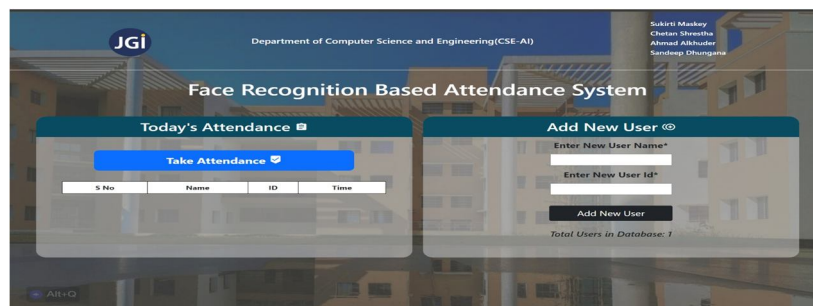 JGi
Department of Computer Science and Engineering(CSE-AI)
Sukirti Maskey
Chetan Shrestha
Ahmad Alkhuder
Sandeep Dhungana
Face Recognition Based Attendance System
Today's Attendance
Take Attendance
S No Name ID Time
Add New User
Enter New User Name*
Enter New User Id*
Add New User
Total Users in Database: 1
Alt+Q